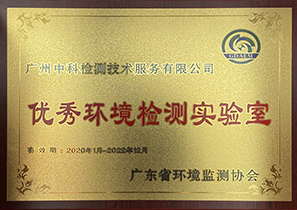 GDAEM
广州中科检测技术服务有限公司
优秀环境检测实验室
有效期：2020年1月-2022年12月
广东省环境监测协会